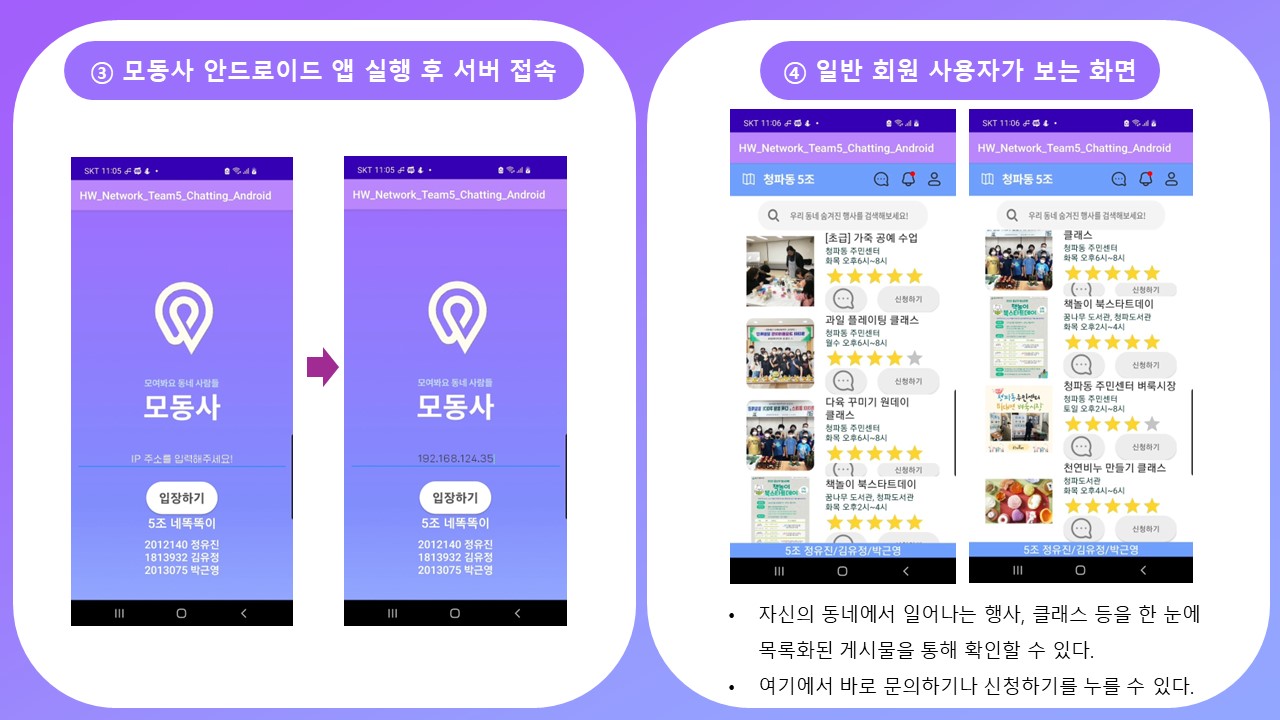 ③ 모동사 안드로이드 앱 실행 후 서버 접속
SKT 11:05
HW_Network_Team5_Chatting_Android
모여봐요 동네 사람들
모동사
IP 주소를 입력해주세요!
입장하기
5조 네똑똑이
2012140 정유진
1813932 김유정
2013075 박근영
SKT 11:05
HW_Network_Team5_Chatting_Android
모여봐요 동네 사람들
모동사
192.168.124.35
입장하기
5조 네똑똑이
2012140 정유진
1813932 김유정
2013075 박근영
④ 일반 회원 사용자가 보는 화면
SKT 11:06
HW_Network_Team5_Chatting_Android
청파동 5조
우리 동네 숨겨진 행사를 검색해보세요!
[초급] 가죽 공예 수업
청파동 주민센터
화목 오후6시~8시
신청하기
과일 플레이팅 클래스
청파동 주민센터
월수 오후6시~8시
신청하기
다육 꾸미기 원데이
클래스
청파동 주민센터
화목 오후6시~8시
신청하기
책놀이 북스타트데이
책놀이 북스타트데이
꿈나무 도서관, 청파도서관
화목 오후2시~4시
5조 정유진/김유정/박근영
SKT 11:06
HW_Network_Team5_Chatting_Android
청파동 5조
우리 동네 숨겨진 행사를 검색해보세요!
클래스
청파동 주민센터
화목 오후6시~8시
신청하기
책놀이 북스타트데이
책놀이 북스타트데이
꿈나무 도서관, 청파도서관
화목 오후2시~4시
신청하기
청파동 주민센터 벼룩시장
청파동 주민센터
토일 오후2시~8시
신청하기
천연비누 만들기 클래스
청파도서관
화목 오후4시~6시
신청하기
5조 정유진/김유정/박근영
• 자신의 동네에서 일어나는 행사, 클래스 등을 한 눈에
목록화된 게시물을 통해 확인할 수 있다.
• 여기에서 바로 문의하기나 신청하기를 누를 수 있다.